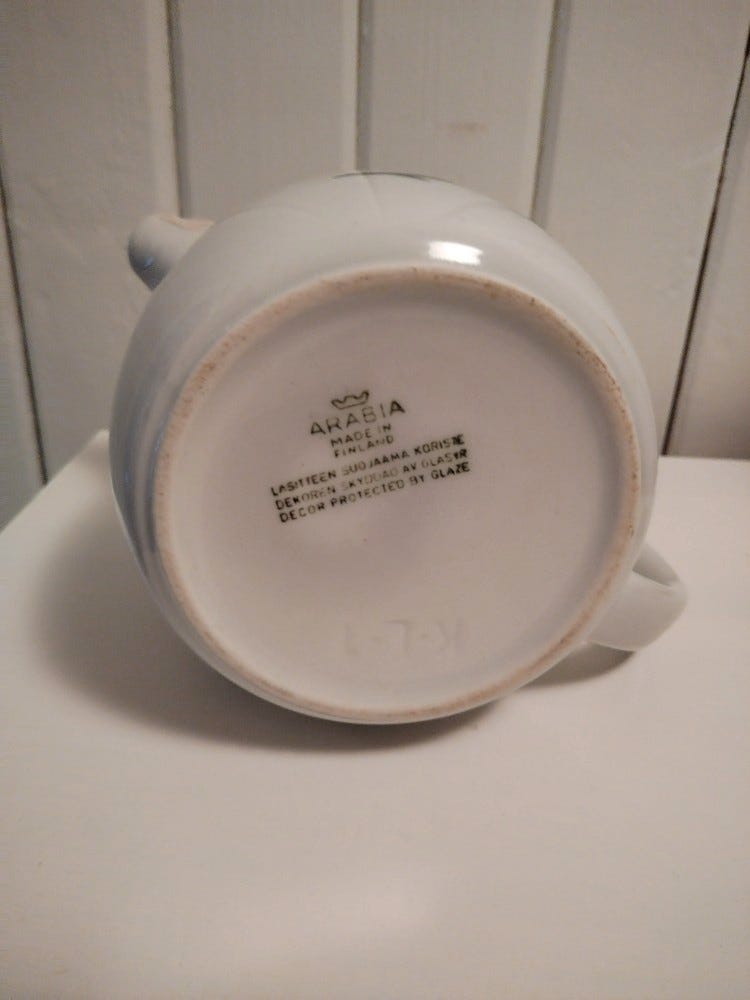 ARABIA
MADE IN
FINLAND
LASITTEEN SUOJAAMA KORISTE
DEKOREN SKYDDAD AV GLASYR
DECOR PROTECTED BY GLAZE